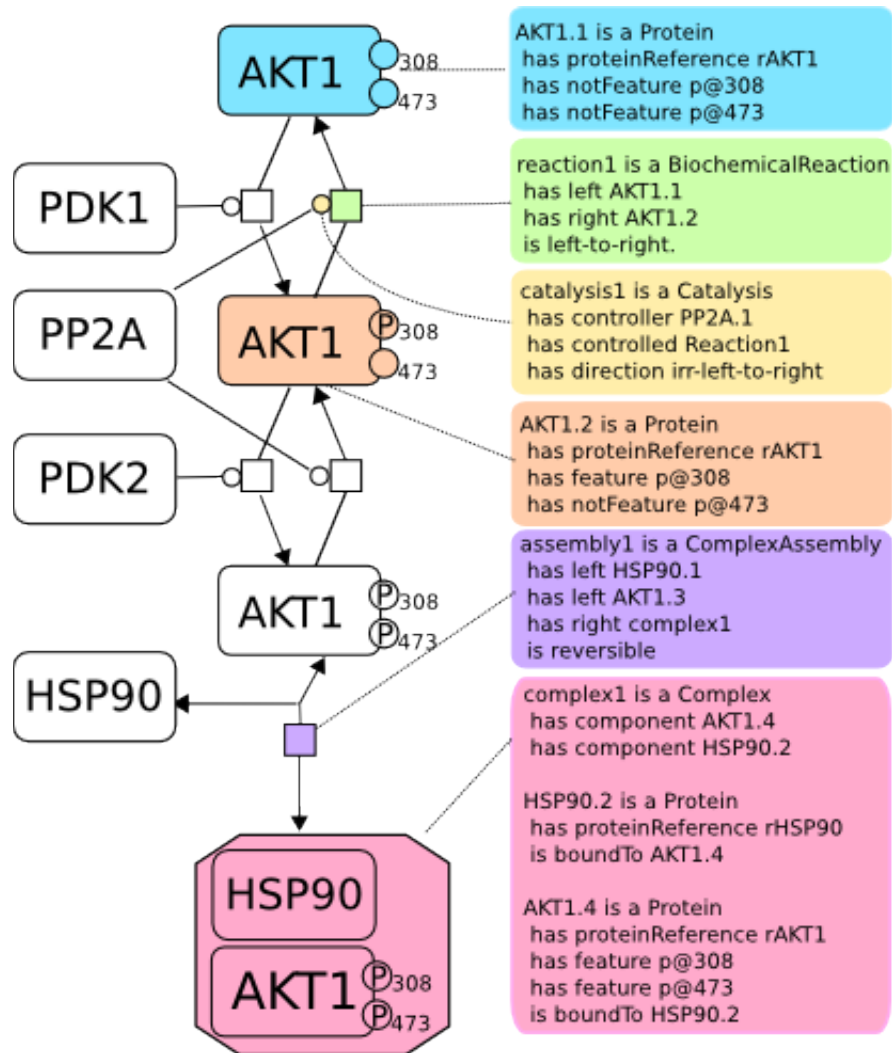 AKT1
308
473
PDK1
PP2A
AKT1
P
308
473
PDK2
AKT1
P
308
P
473
HSP90
HSP90
AKT1
P
308
P
473
AKT1.1 is a Protein
has proteinReference rAKT1
has notFeature p@308
has notFeature p@473
reaction1 is a BiochemicalReaction
has left AKT1.1
has right AKT1.2
is left-to-right.
catalysis1 is a Catalysis
has controller PP2A.1
has controlled Reaction1
has direction irr-left-to-right
AKT1.2 is a Protein
has proteinReference rAKT1
has feature p@308
has notFeature p@473
assembly1 is a ComplexAssembly
has left HSP90.1
has left AKT1.3
has right complex1
is reversible
complex1 is a Complex
has component AKT1.4
has component HSP90.2
HSP90.2 is a Protein
has proteinReference rHSP90
is boundTo AKT1.4
AKT1.4 is a Protein
has proteinReference rAKT1
has feature p@308
has feature p@473
is boundTo HSP90.2